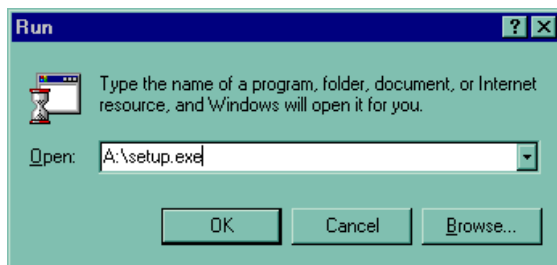 Run
Type the name of a program, folder, document, or Internet
resource, and Windows will open it for you.
Open: A:\setup.exe
OK Cancel Browse...